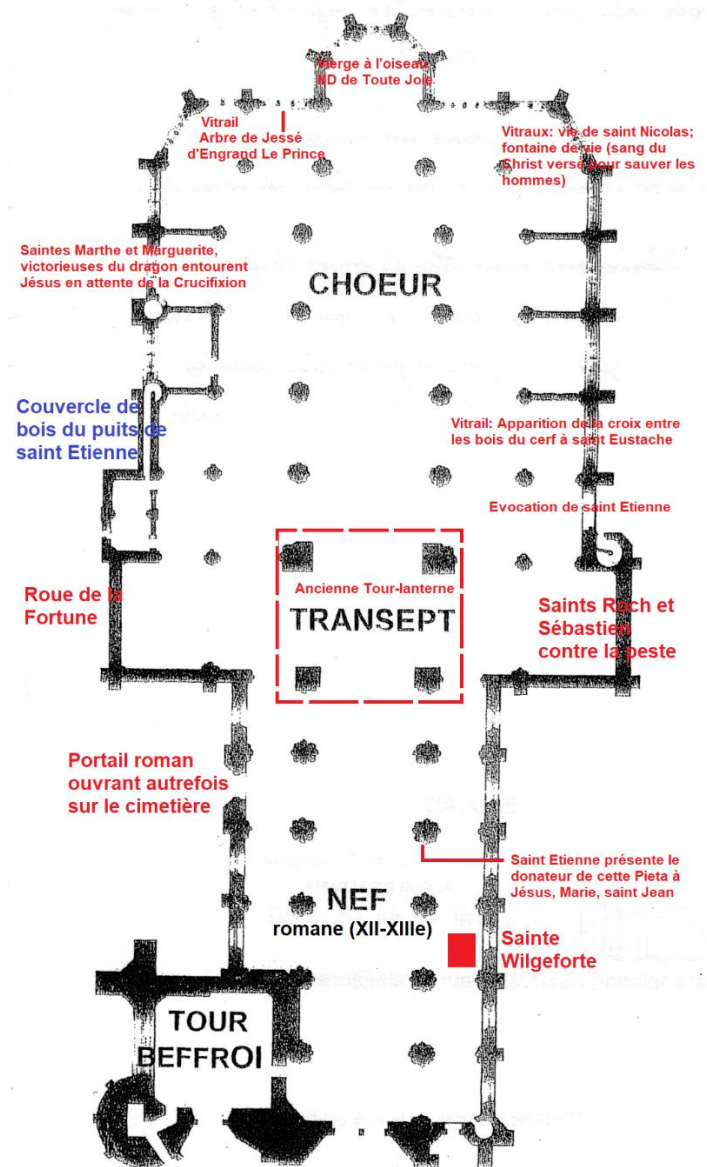 Vierge à l'oiseau
ND de Toute Joie
Vitrail
Arbre de Jessé
d'Engrand Le Prince
Vitraux: vie de saint Nicolas;
fontaine de vie (sang du
Christ versé pour sauver les
hommes)
Saintes Marthe et Marguerite,
victorieuses du dragon entourent
Jésus en attente de la Crucifixion
CHOEUR
Couvercle de
bois du puits de
saint Etienne
Vitrail: Apparition de la croix entre
les bois du cerf à saint Eustache
Evocation de saint Etienne
Roue de la
Fortune
Ancienne Tour-lanterne
TRANSEPT
Saints Roch et
Sébastien
contre la peste
Portail roman
ouvrant autrefois
sur le cimetière
Saint Etienne présente le
donateur de cette Pieta à
Jésus, Marie, saint Jean
NEF
romane (XII-XIIIe)
Sainte
Wilgeforte
TOUR
BEFFROI